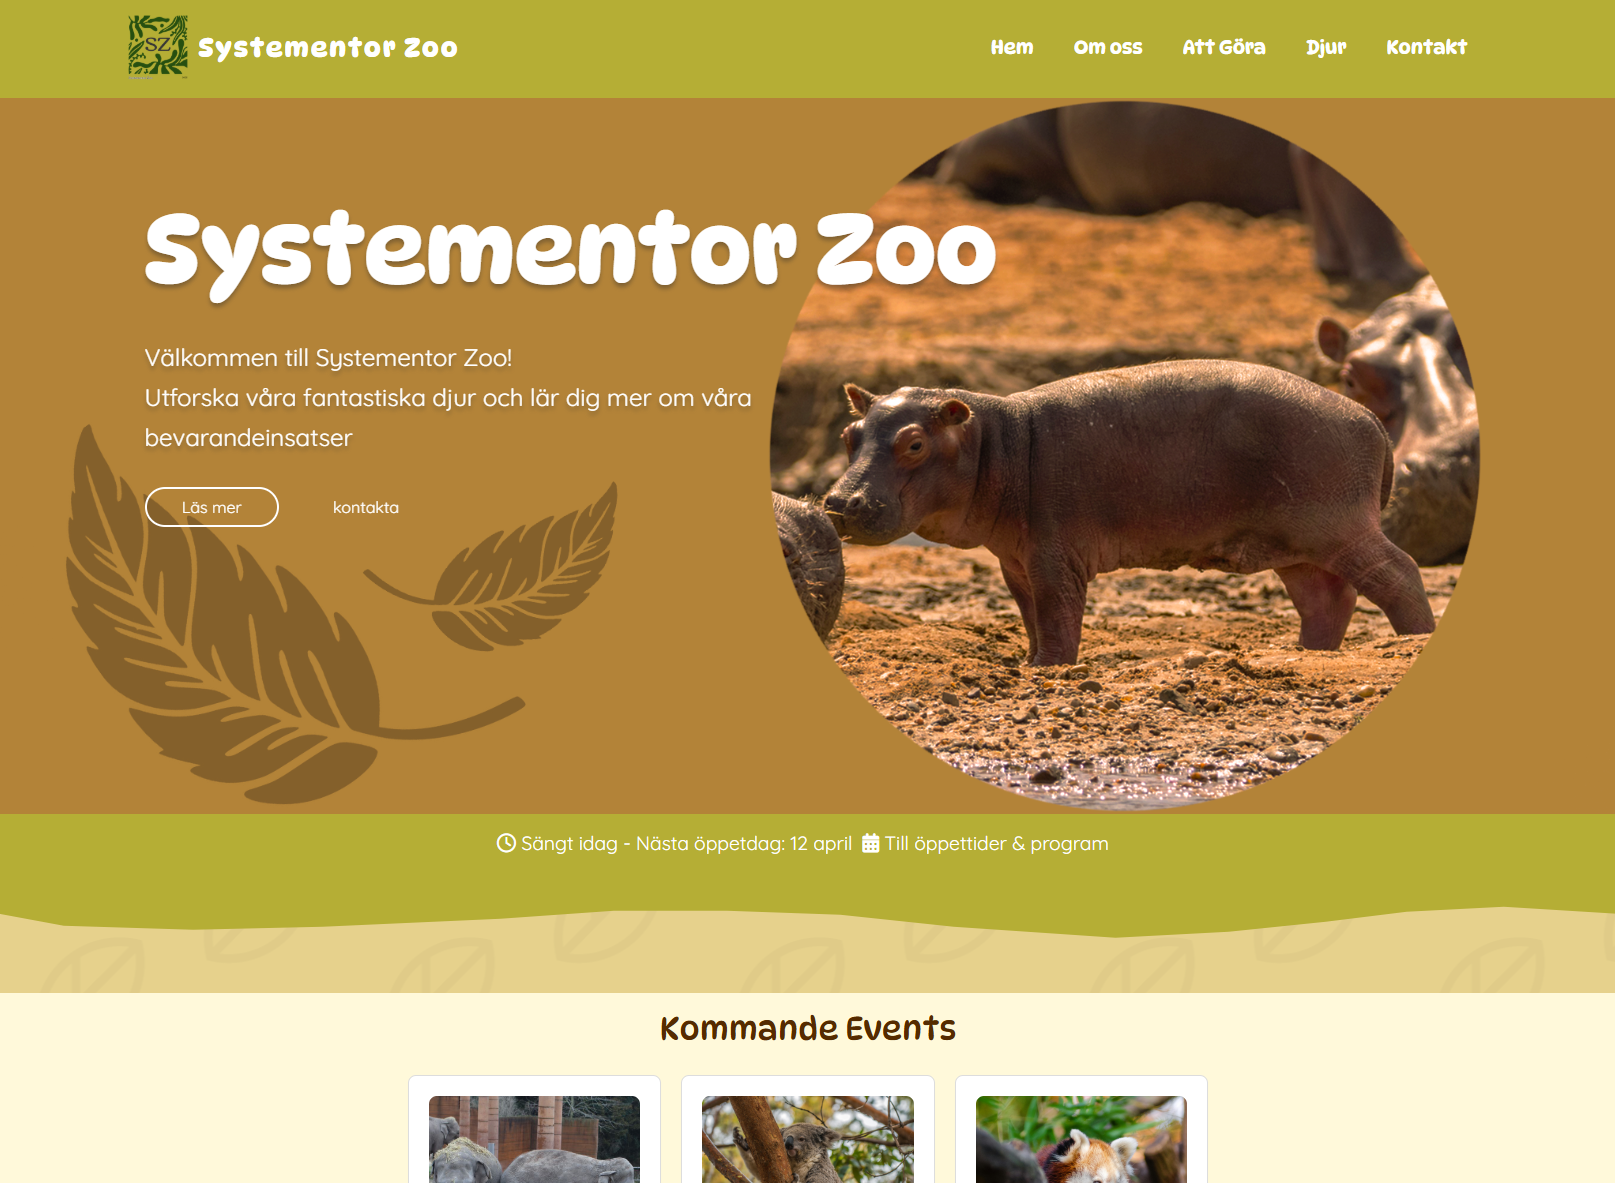 SZ
Systementor Zoo
Hem
Om oss
Att Göra
Djur
Kontakt
Systementor Zoo
Välkommen till Systementor Zoo!
Utforska våra fantastiska djur och lär dig mer om våra
bevarandeinsatser
Läs mer
kontakta
Sängt idag - Nästa öppetdag: 12 april
Till öppettider & program
Kommande Events